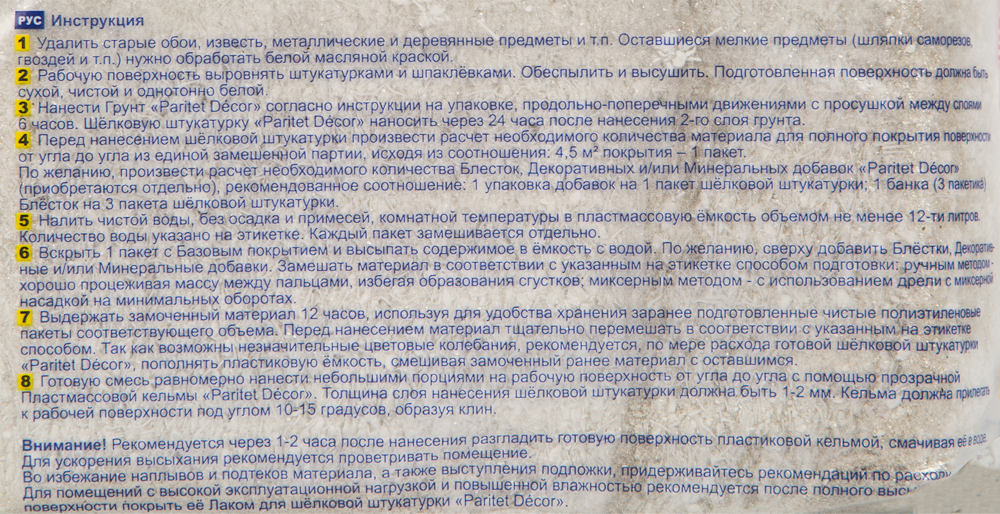 РУС Инструкция
1 Удалить старые обои, известь, металлические и деревянные предметы и т.п. Оставшиеся мелкие предметы (шляпки саморезов,
гвоздей и т.п.) нужно обработать белой масляной краской.
2 Рабочую поверхность выровнять штукатурками и шпаклёвками. Обеспылить и высушить. Подготовленная поверхность должна быть
сухой, чистой и однотонно белой.
3 Нанести Грунт «Paritet Décor» согласно инструкции на упаковке, продольно-поперечными движениями с просушкой между слоями
6 часов. Шёлковую штукатурку «Paritet Décor» наносить через 24 часа после нанесения 2-го слоя грунта.
4 Перед нанесением шёлковой штукатурки произвести расчет необходимого количества материала для полного покрытия поверхности
от угла до угла из единой замешенной партии, исходя из соотношения: 4,5 м² покрытия – 1 пакет.
По желанию, произвести расчет необходимого количества Блесток, Декоративных и/или Минеральных добавок «Paritet Décor»
(приобретаются отдельно), рекомендованное соотношение: 1 упаковка добавок на 1 пакет шёлковой штукатурки; 1 банка (3 пакетика)
Блёсток на 3 пакета шёлковой штукатурки.
5 Налить чистой воды, без осадка и примесей, комнатной температуры в пластмассовую ёмкость объемом не менее 12-ти литров.
Количество воды указано на этикетке. Каждый пакет замешивается отдельно.
6 Вскрыть 1 пакет с Базовым покрытием и высыпать содержимое в ёмкость с водой. По желанию, сверху добавить Блёстки, Декоратив-
ные и/или Минеральные добавки. Замешать материал в соответствии с указанным на этикетке способом подготовки: ручным методом -
хорошо процеживая массу между пальцами, избегая образования сгустков; миксерным методом - с использованием дрели с миксерной
насадкой на минимальных оборотах.
7 Выдержать замоченный материал 12 часов, используя для удобства хранения заранее подготовленные чистые полиэтиленовые
пакеты соответствующего объема. Перед нанесением материал тщательно перемешать в соответствии с указанным на этикетке
способом. Так как возможны незначительные цветовые колебания, рекомендуется, по мере расхода готовой шёлковой штукатурки
«Paritet Décor», пополнять пластиковую ёмкость, смешивая замоченный ранее материал с оставшимся.
8 Готовую смесь равномерно нанести небольшими порциями на рабочую поверхность от угла до угла с помощью прозрачной
Пластмассовой кельмы «Paritet Décor». Толщина слоя нанесения шёлковой штукатурки должна быть 1-2 мм. Кельма должна прилегать
к рабочей поверхности под углом 10-15 градусов, образуя клин.
Внимание! Рекомендуется через 1-2 часа после нанесения разгладить готовую поверхность пластиковой кельмой, смачивая её в воде.
Для ускорения высыхания рекомендуется проветривать помещение.
Во избежание наплывов и подтеков материала, а также выступления подложки, придерживайтесь рекомендаций по
Для помещений с высокой эксплуатационной нагрузкой и повышенной влажностью рекомендуется после полного
поверхности покрыть её Лаком для шёлковой штукатурки «Paritet Décor».